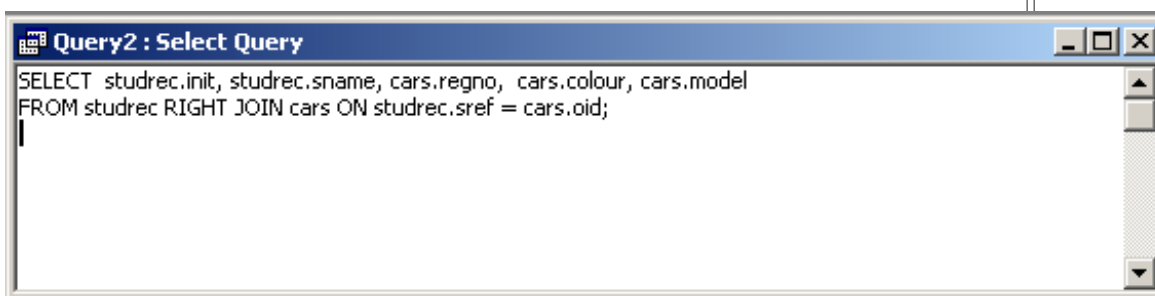 Query2 : Select Query
SELECT  studrec.init, studrec.sname, cars.regno,  cars.colour, cars.model
FROM studrec RIGHT JOIN cars ON studrec.sref = cars.oid;